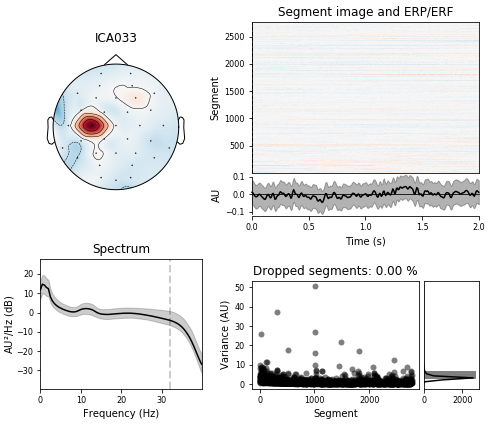 ICA033
Segment image and ERP/ERF
2500
2000
1500
1000
500
Segment
0.1
0.0
−0.1
AU
0.0 0.5 1.0 1.5 2.0
Time (s)
Spectrum
20
10
0
−10
−20
−30
AU²/Hz (dB)
0 10 20 30
Frequency (Hz)
Dropped segments: 0.00 %
50
40
30
20
10
0
Variance (AU)
0 1000 2000
Segment
0 2000